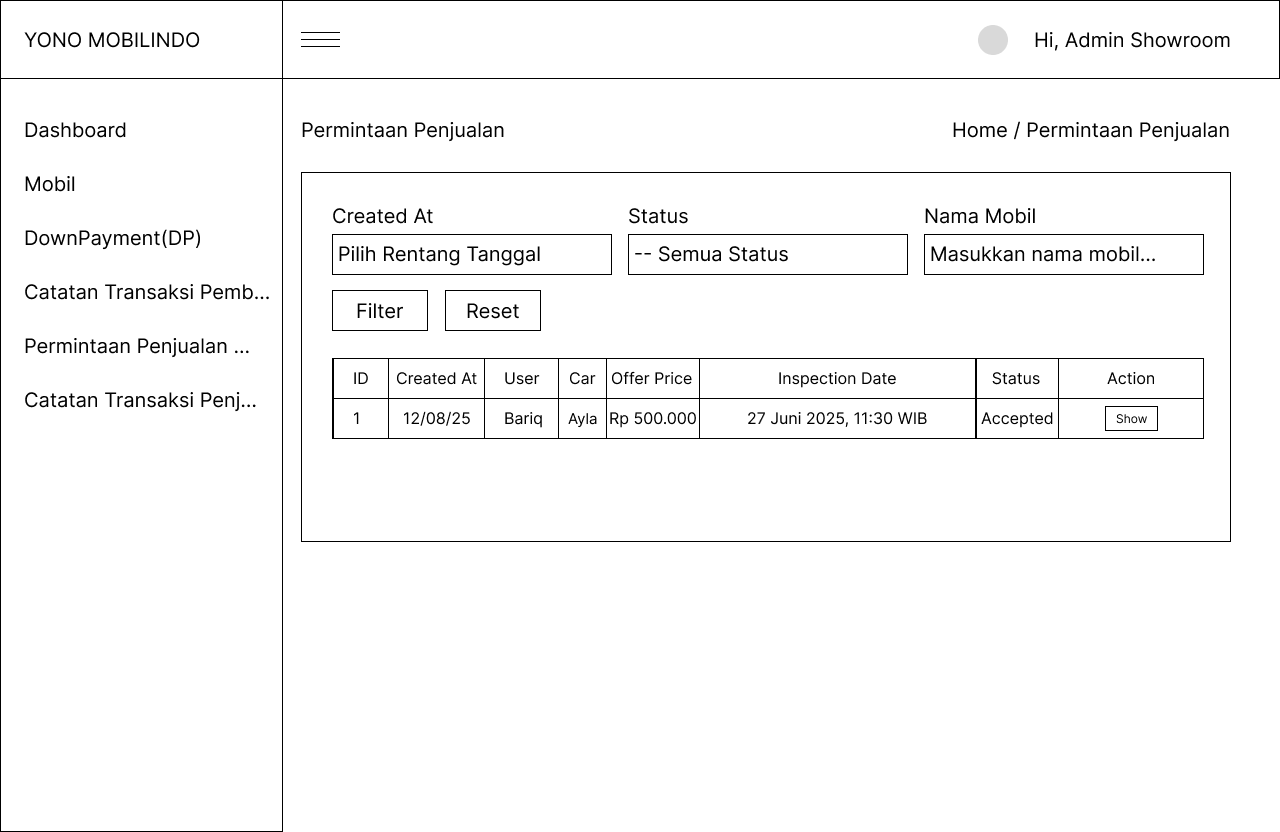 YONO MOBILINDO
Hi, Admin Showroom
Dashboard
Mobil
DownPayment(DP)
Catatan Transaksi Pemb...
Permintaan Penjualan ...
Catatan Transaksi Penj...
Permintaan Penjualan
Home / Permintaan Penjualan
Created At
Status
Nama Mobil
Pilih Rentang Tanggal
-- Semua Status
Masukkan nama mobil...
Filter
Reset
ID Created At User Car Offer Price Inspection Date Status Action
1 12/08/25 Bariq Ayla Rp 500.000 27 Juni 2025, 11:30 WIB Accepted Show